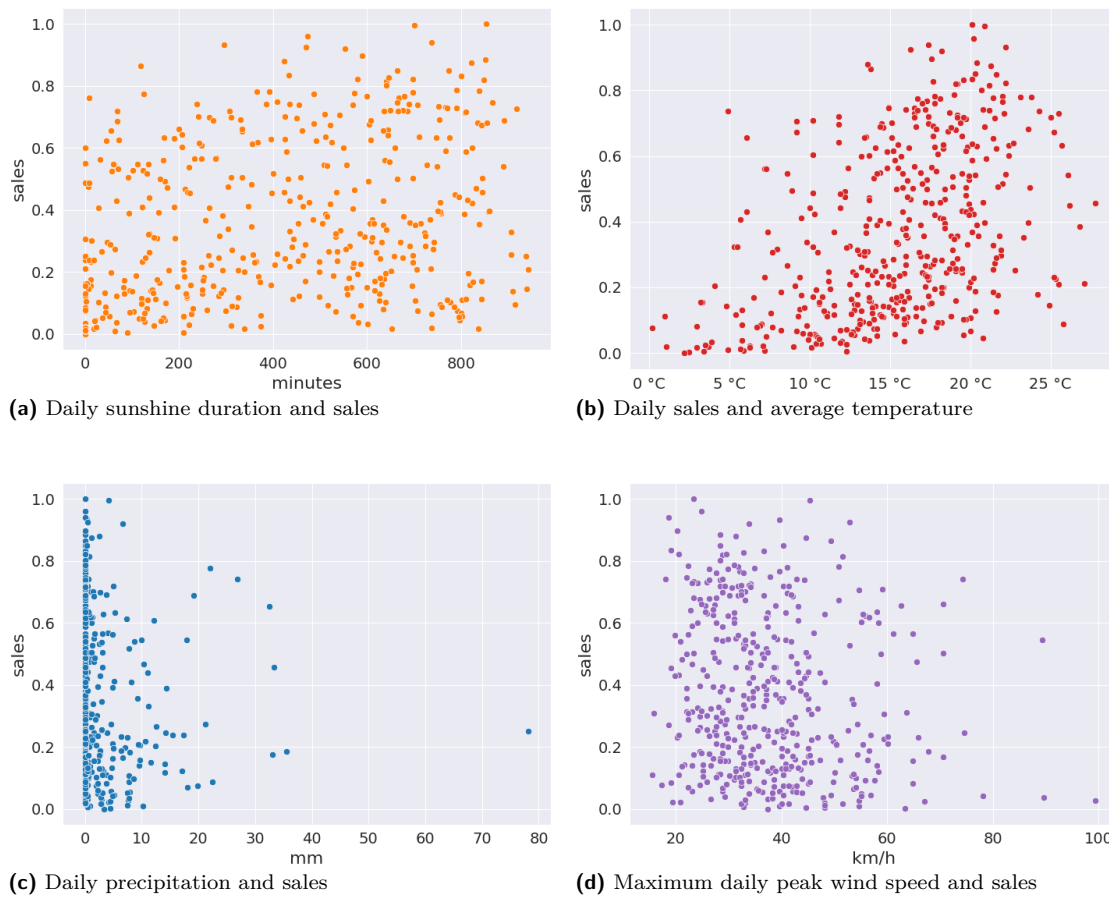 1.0
0.8
0.6
sales
0.4
0.2
0.0
0 200 400 600 800
minutes
(a) Daily sunshine duration and sales
1.0
0.8
0.6
sales
0.4
0.2
0.0
0 °C 5 °C 10 °C 15 °C 20 °C 25 °C
(b) Daily sales and average temperature
1.0
0.8
0.6
sales
0.4
0.2
0.0
0 10 20 30 40 50 60 70 80
mm
(c) Daily precipitation and sales
1.0
0.8
0.6
sales
0.4
0.2
0.0
20 40 60 80 100
km/h
(d) Maximum daily peak wind speed and sales